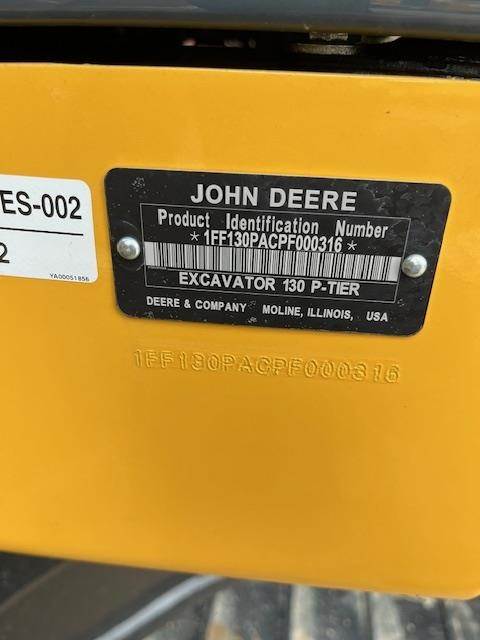 ES-002
2
YA00051856
JOHN DEERE
Product Identification Number
* 1FF130PACPF000316 *
EXCAVATOR 130 P-TIER
DEERE & COMPANY MOLINE, ILLINOIS, USA
1FF130PACPF000316